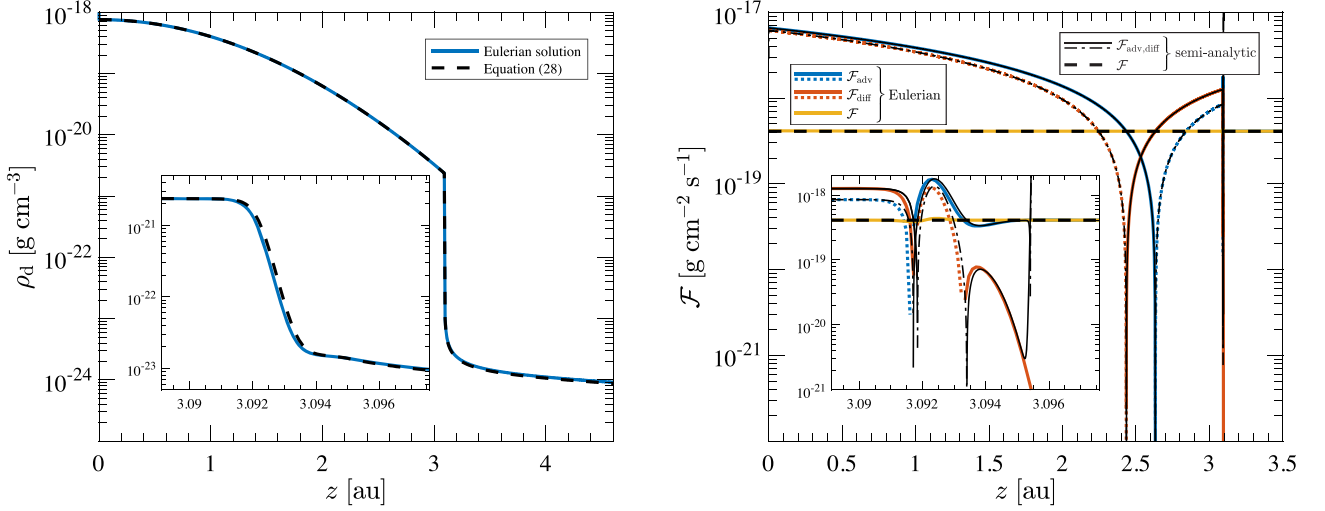 10⁻¹⁸
10⁻²⁰
10⁻²²
10⁻²⁴
ρ_d [g cm⁻³]
Eulerian solution
Equation (28)
10⁻²¹
10⁻²²
10⁻²³
3.09 3.092 3.094 3.096
0 1 2 3 4
z [au]
10⁻¹⁷
10⁻¹⁹
10⁻²¹
ℱ [g cm⁻² s⁻¹]
ℱ_adv,diff
ℱ
semi-analytic
ℱ_adv
ℱ_diff
ℱ
Eulerian
10⁻¹⁸
10⁻¹⁹
10⁻²⁰
10⁻²¹
3.09 3.092 3.094 3.096
0 0.5 1 1.5 2 2.5 3 3.5
z [au]